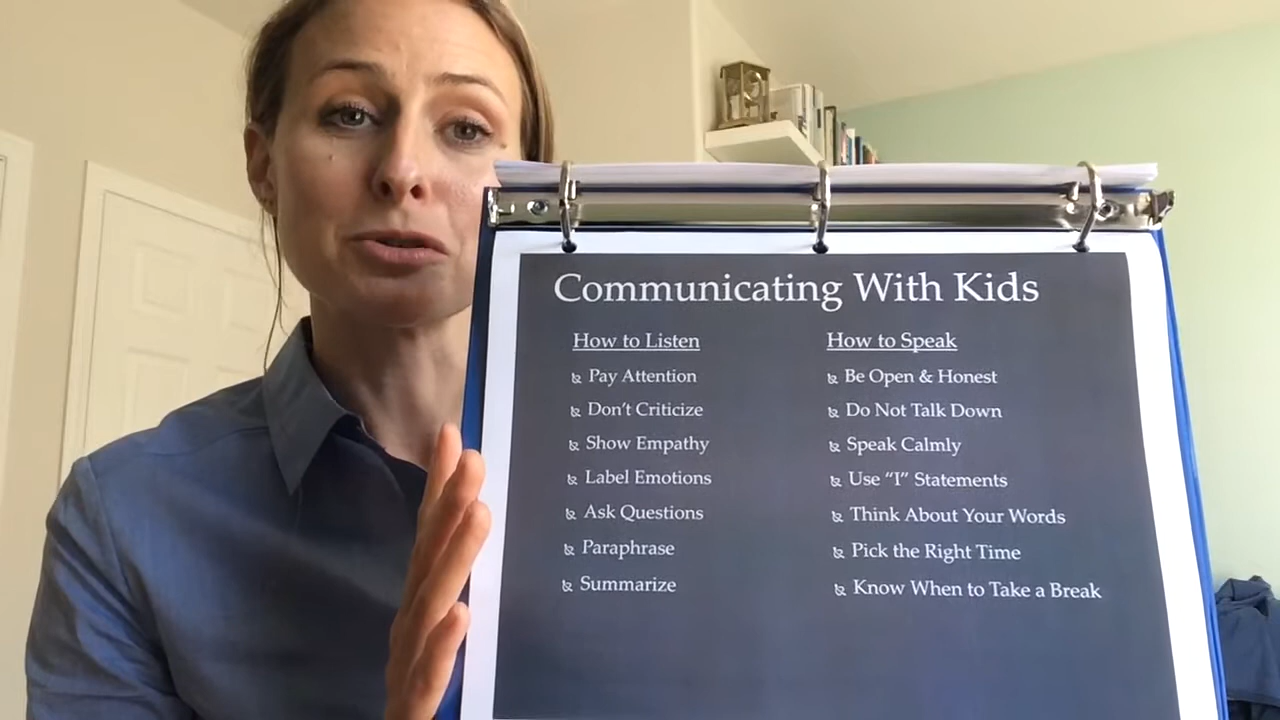 Communicating With Kids
How to Listen
Pay Attention
Don't Criticize
Show Empathy
Label Emotions
Ask Questions
Paraphrase
Summarize
How to Speak
Be Open & Honest
Do Not Talk Down
Speak Calmly
Use “I” Statements
Think About Your Words
Pick the Right Time
Know When to Take a Break